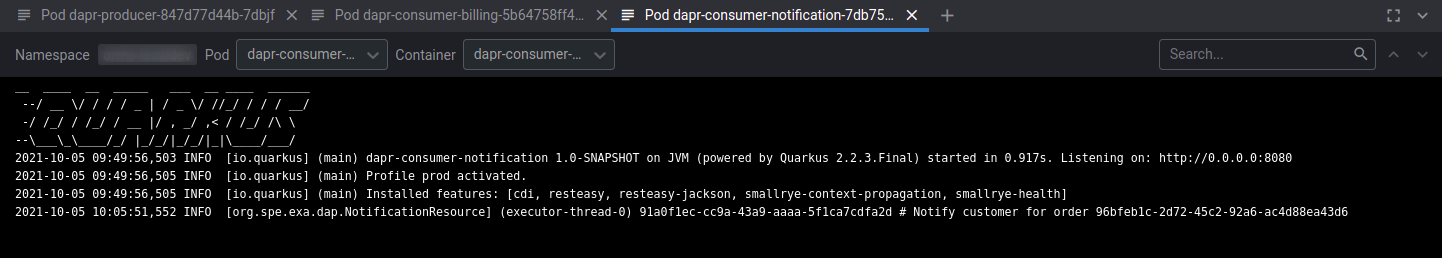 Pod dapr-producer-847d77d44b-7dbjf
Pod dapr-consumer-billing-5b64758ff4...
Pod dapr-consumer-notification-7db75...
Namespace
Pod
dapr-consumer-...
Container
dapr-consumer-...
Search...
__  ____  __  _____   ___  __ ____  ______
 --/ __ \/ / / / _ | / _ \/ //_/ / / / __/
 -/ /_/ / /_/ / __ |/ , _/ ,< / /_/ /\ \
--\___\_\____/_/ |_/_/|_/_/|_|\____/___/
2021-10-05 09:49:56,503 INFO  [io.quarkus] (main) dapr-consumer-notification 1.0-SNAPSHOT on JVM (powered by Quarkus 2.2.3.Final) started in 0.917s. Listening on: http://0.0.0.0:8080
2021-10-05 09:49:56,505 INFO  [io.quarkus] (main) Profile prod activated.
2021-10-05 09:49:56,505 INFO  [io.quarkus] (main) Installed features: [cdi, resteasy, resteasy-jackson, smallrye-context-propagation, smallrye-health]
2021-10-05 10:05:51,552 INFO  [org.spe.exa.dap.NotificationResource] (executor-thread-0) 91a0f1ec-cc9a-43a9-aaaa-5f1ca7cdfa2d # Notify customer for order 96bfeb1c-2d72-45c2-92a6-ac4d88ea43d6